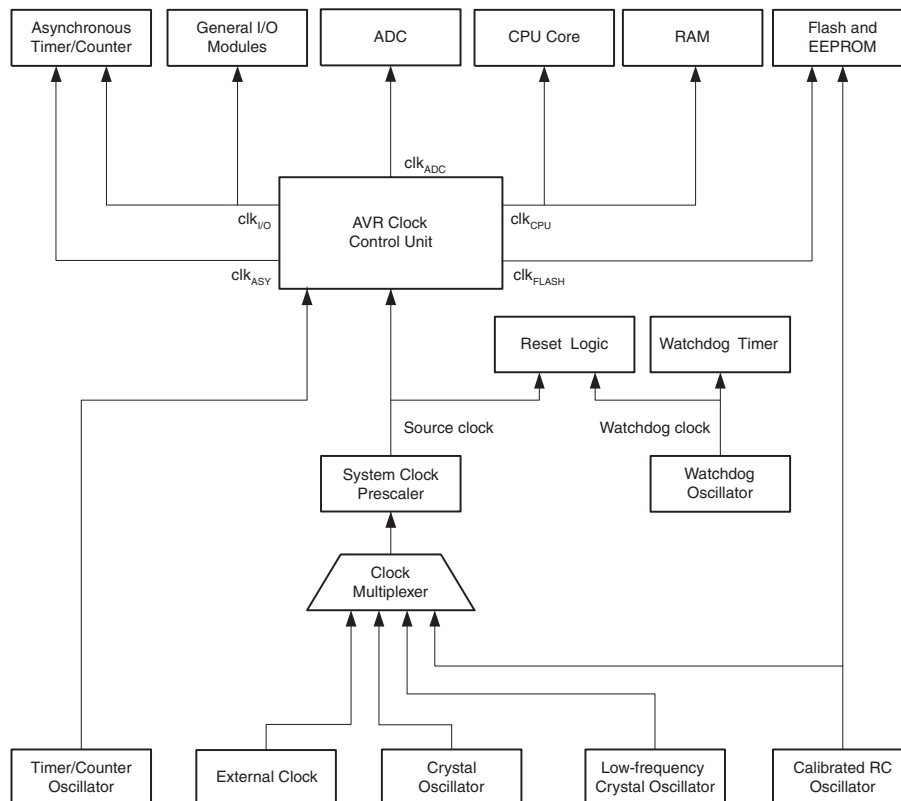 Asynchronous
Timer/Counter
General I/O
Modules
ADC
CPU Core
RAM
Flash and
EEPROM
clkADC
clkI/O
AVR Clock
Control Unit
clkCPU
clkASY
clkFLASH
Reset Logic
Watchdog Timer
Source clock
Watchdog clock
System Clock
Prescaler
Watchdog
Oscillator
Clock
Multiplexer
Timer/Counter
Oscillator
External Clock
Crystal
Oscillator
Low-frequency
Crystal Oscillator
Calibrated RC
Oscillator